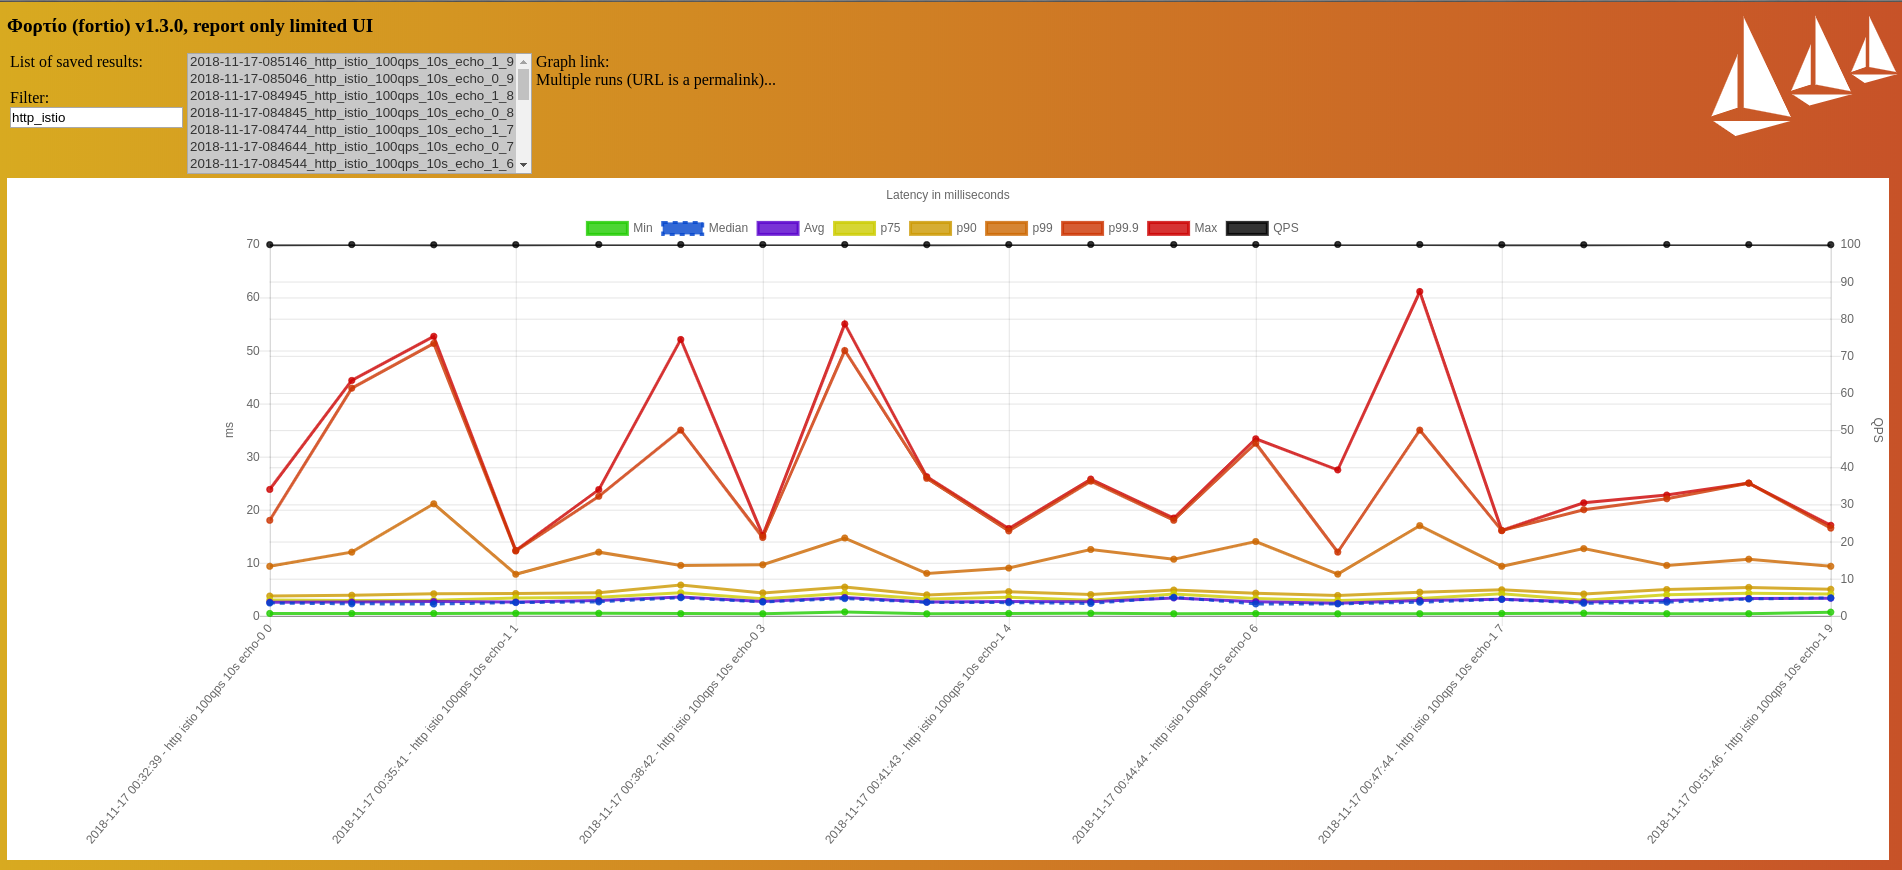 Φορτίο (fortio) v1.3.0, report only limited UI
List of saved results:
Filter:
http_istio
2018-11-17-085146_http_istio_100qps_10s_echo_1_9
2018-11-17-085046_http_istio_100qps_10s_echo_0_9
2018-11-17-084945_http_istio_100qps_10s_echo_1_8
2018-11-17-084845_http_istio_100qps_10s_echo_0_8
2018-11-17-084744_http_istio_100qps_10s_echo_1_7
2018-11-17-084644_http_istio_100qps_10s_echo_0_7
2018-11-17-084544_http_istio_100qps_10s_echo_1_6
Graph link:
Multiple runs (URL is a permalink)...
Latency in milliseconds
Min Median Avg p75 p90 p99 p99.9 Max QPS
70
60
50
40
30
20
10
0
ms
100
90
80
70
60
50
40
30
20
10
0
QPS
2018-11-17 00:32:39 - http istio 100qps 10s echo-0 0
2018-11-17 00:35:41 - http istio 100qps 10s echo-1 1
2018-11-17 00:38:42 - http istio 100qps 10s echo-0 3
2018-11-17 00:41:43 - http istio 100qps 10s echo-1 4
2018-11-17 00:44:44 - http istio 100qps 10s echo-0 6
2018-11-17 00:47:44 - http istio 100qps 10s echo-1 7
2018-11-17 00:51:46 - http istio 100qps 10s echo-1 9